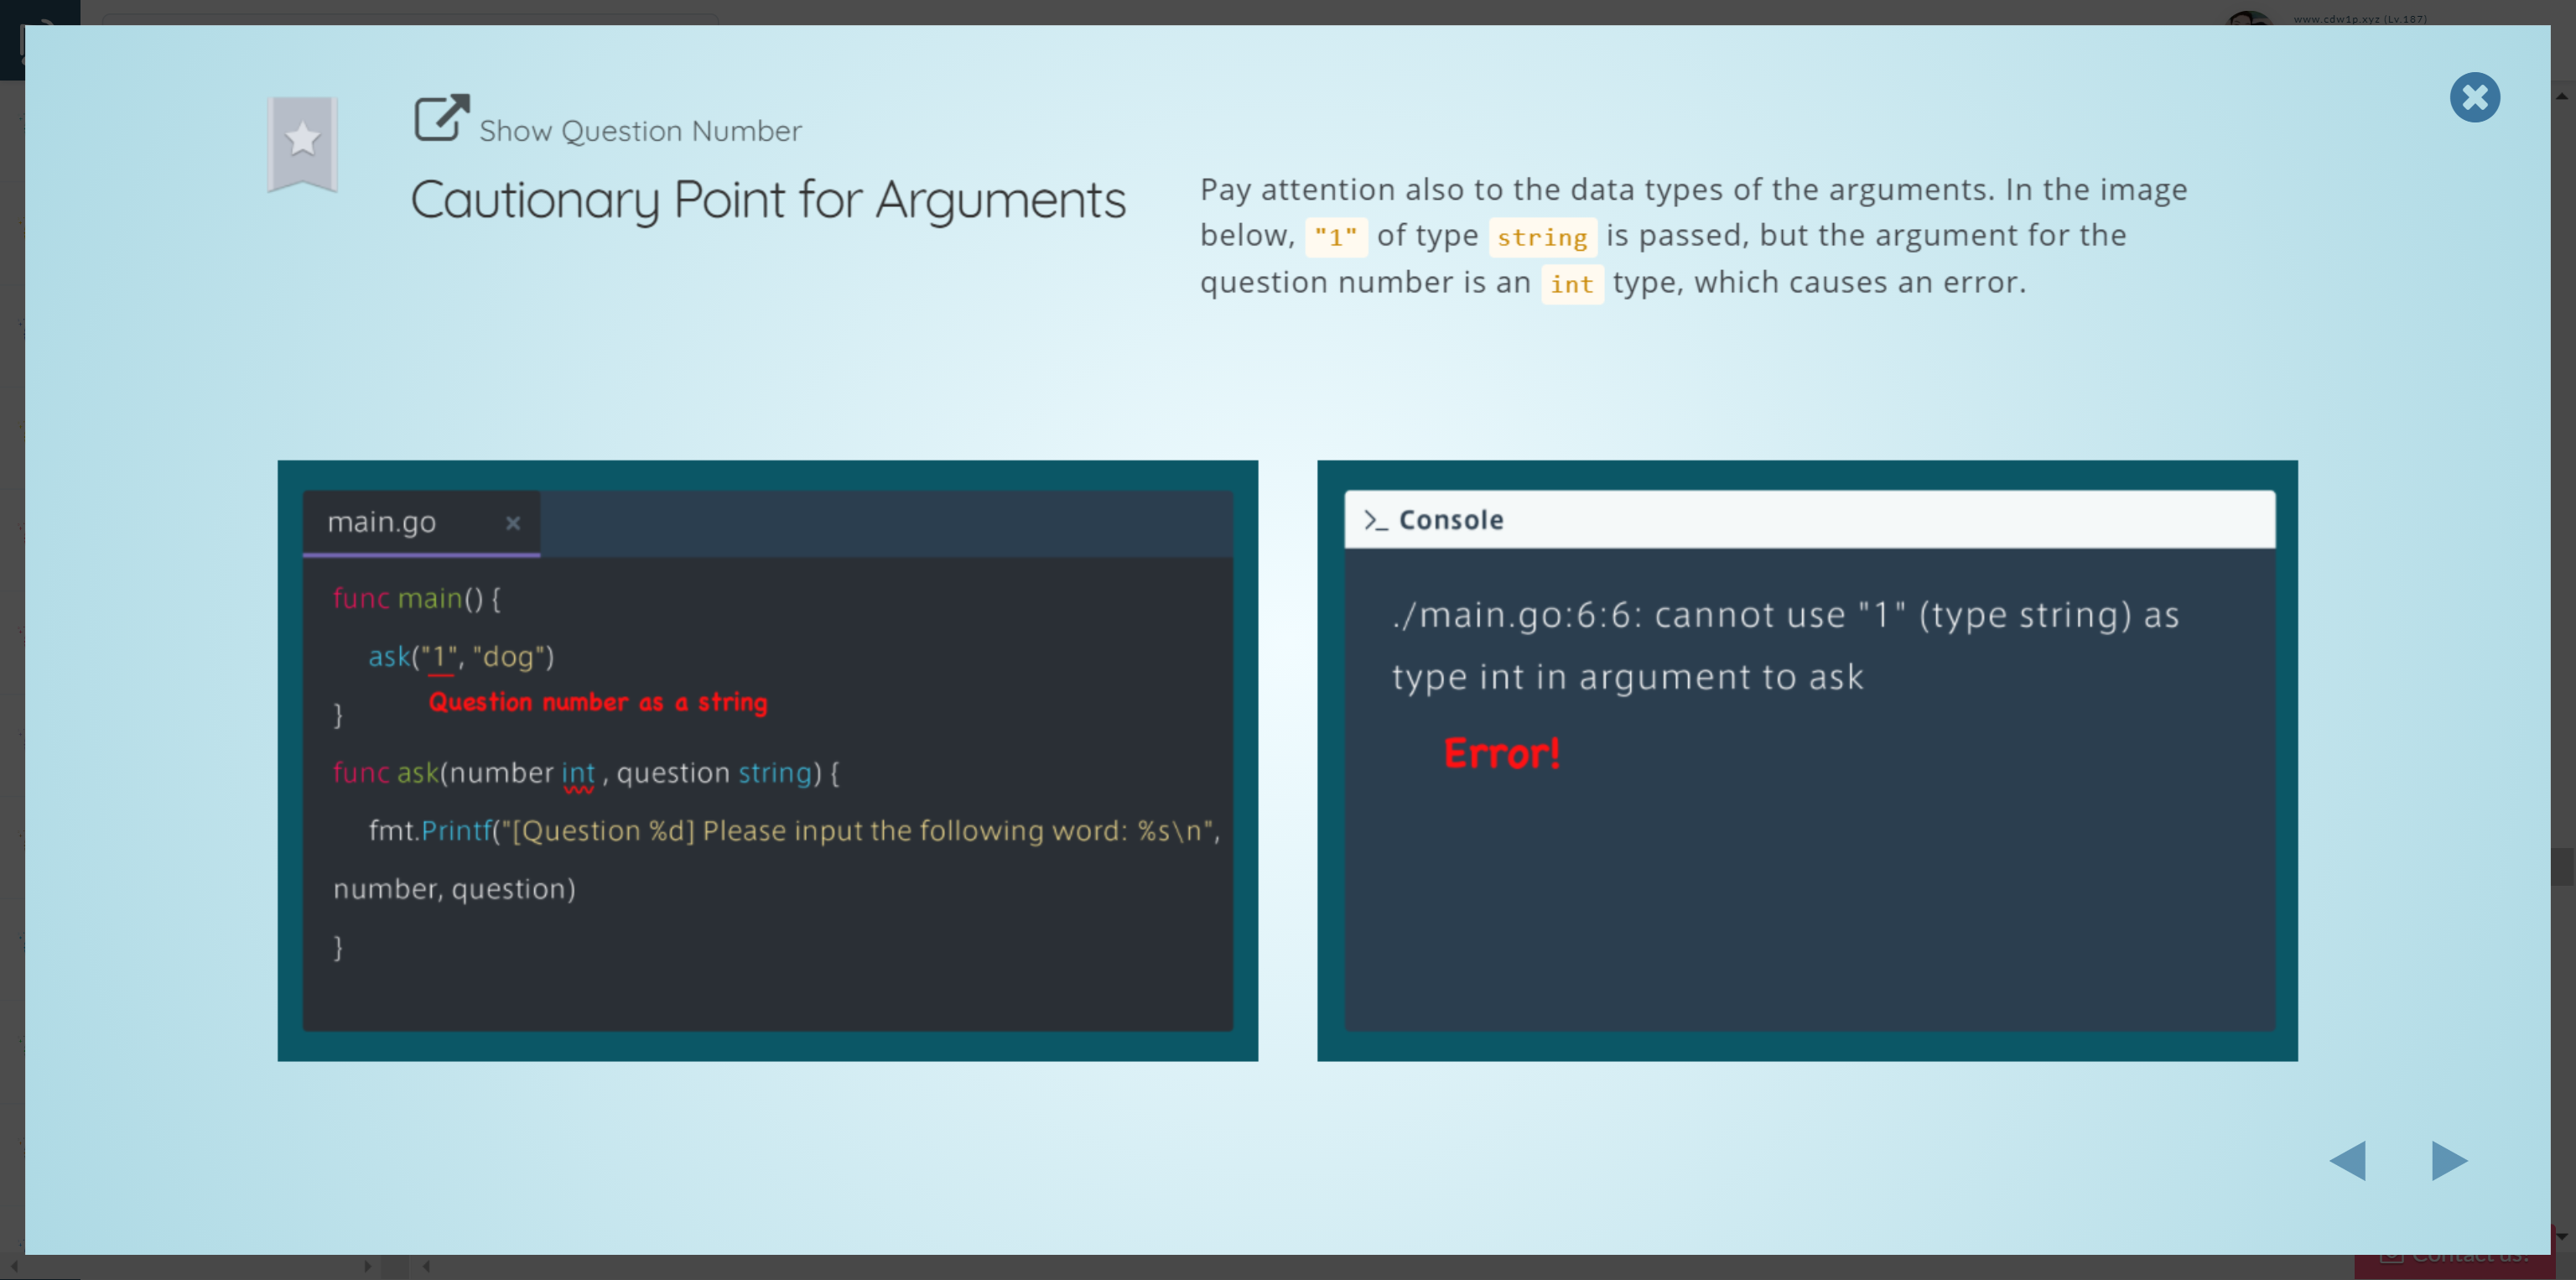 www.cdw1p.xyz (Lv.187)
Show Question Number
Cautionary Point for Arguments
Pay attention also to the data types of the arguments. In the image
below, "1" of type string is passed, but the argument for the
question number is an int type, which causes an error.
main.go ×
func main() {
ask("1", "dog")
Question number as a string
}
func ask(number int , question string) {
fmt.Printf("[Question %d] Please input the following word: %s\n",
number, question)
}
>_ Console
./main.go:6:6: cannot use "1" (type string) as
type int in argument to ask
Error!
Contact us!